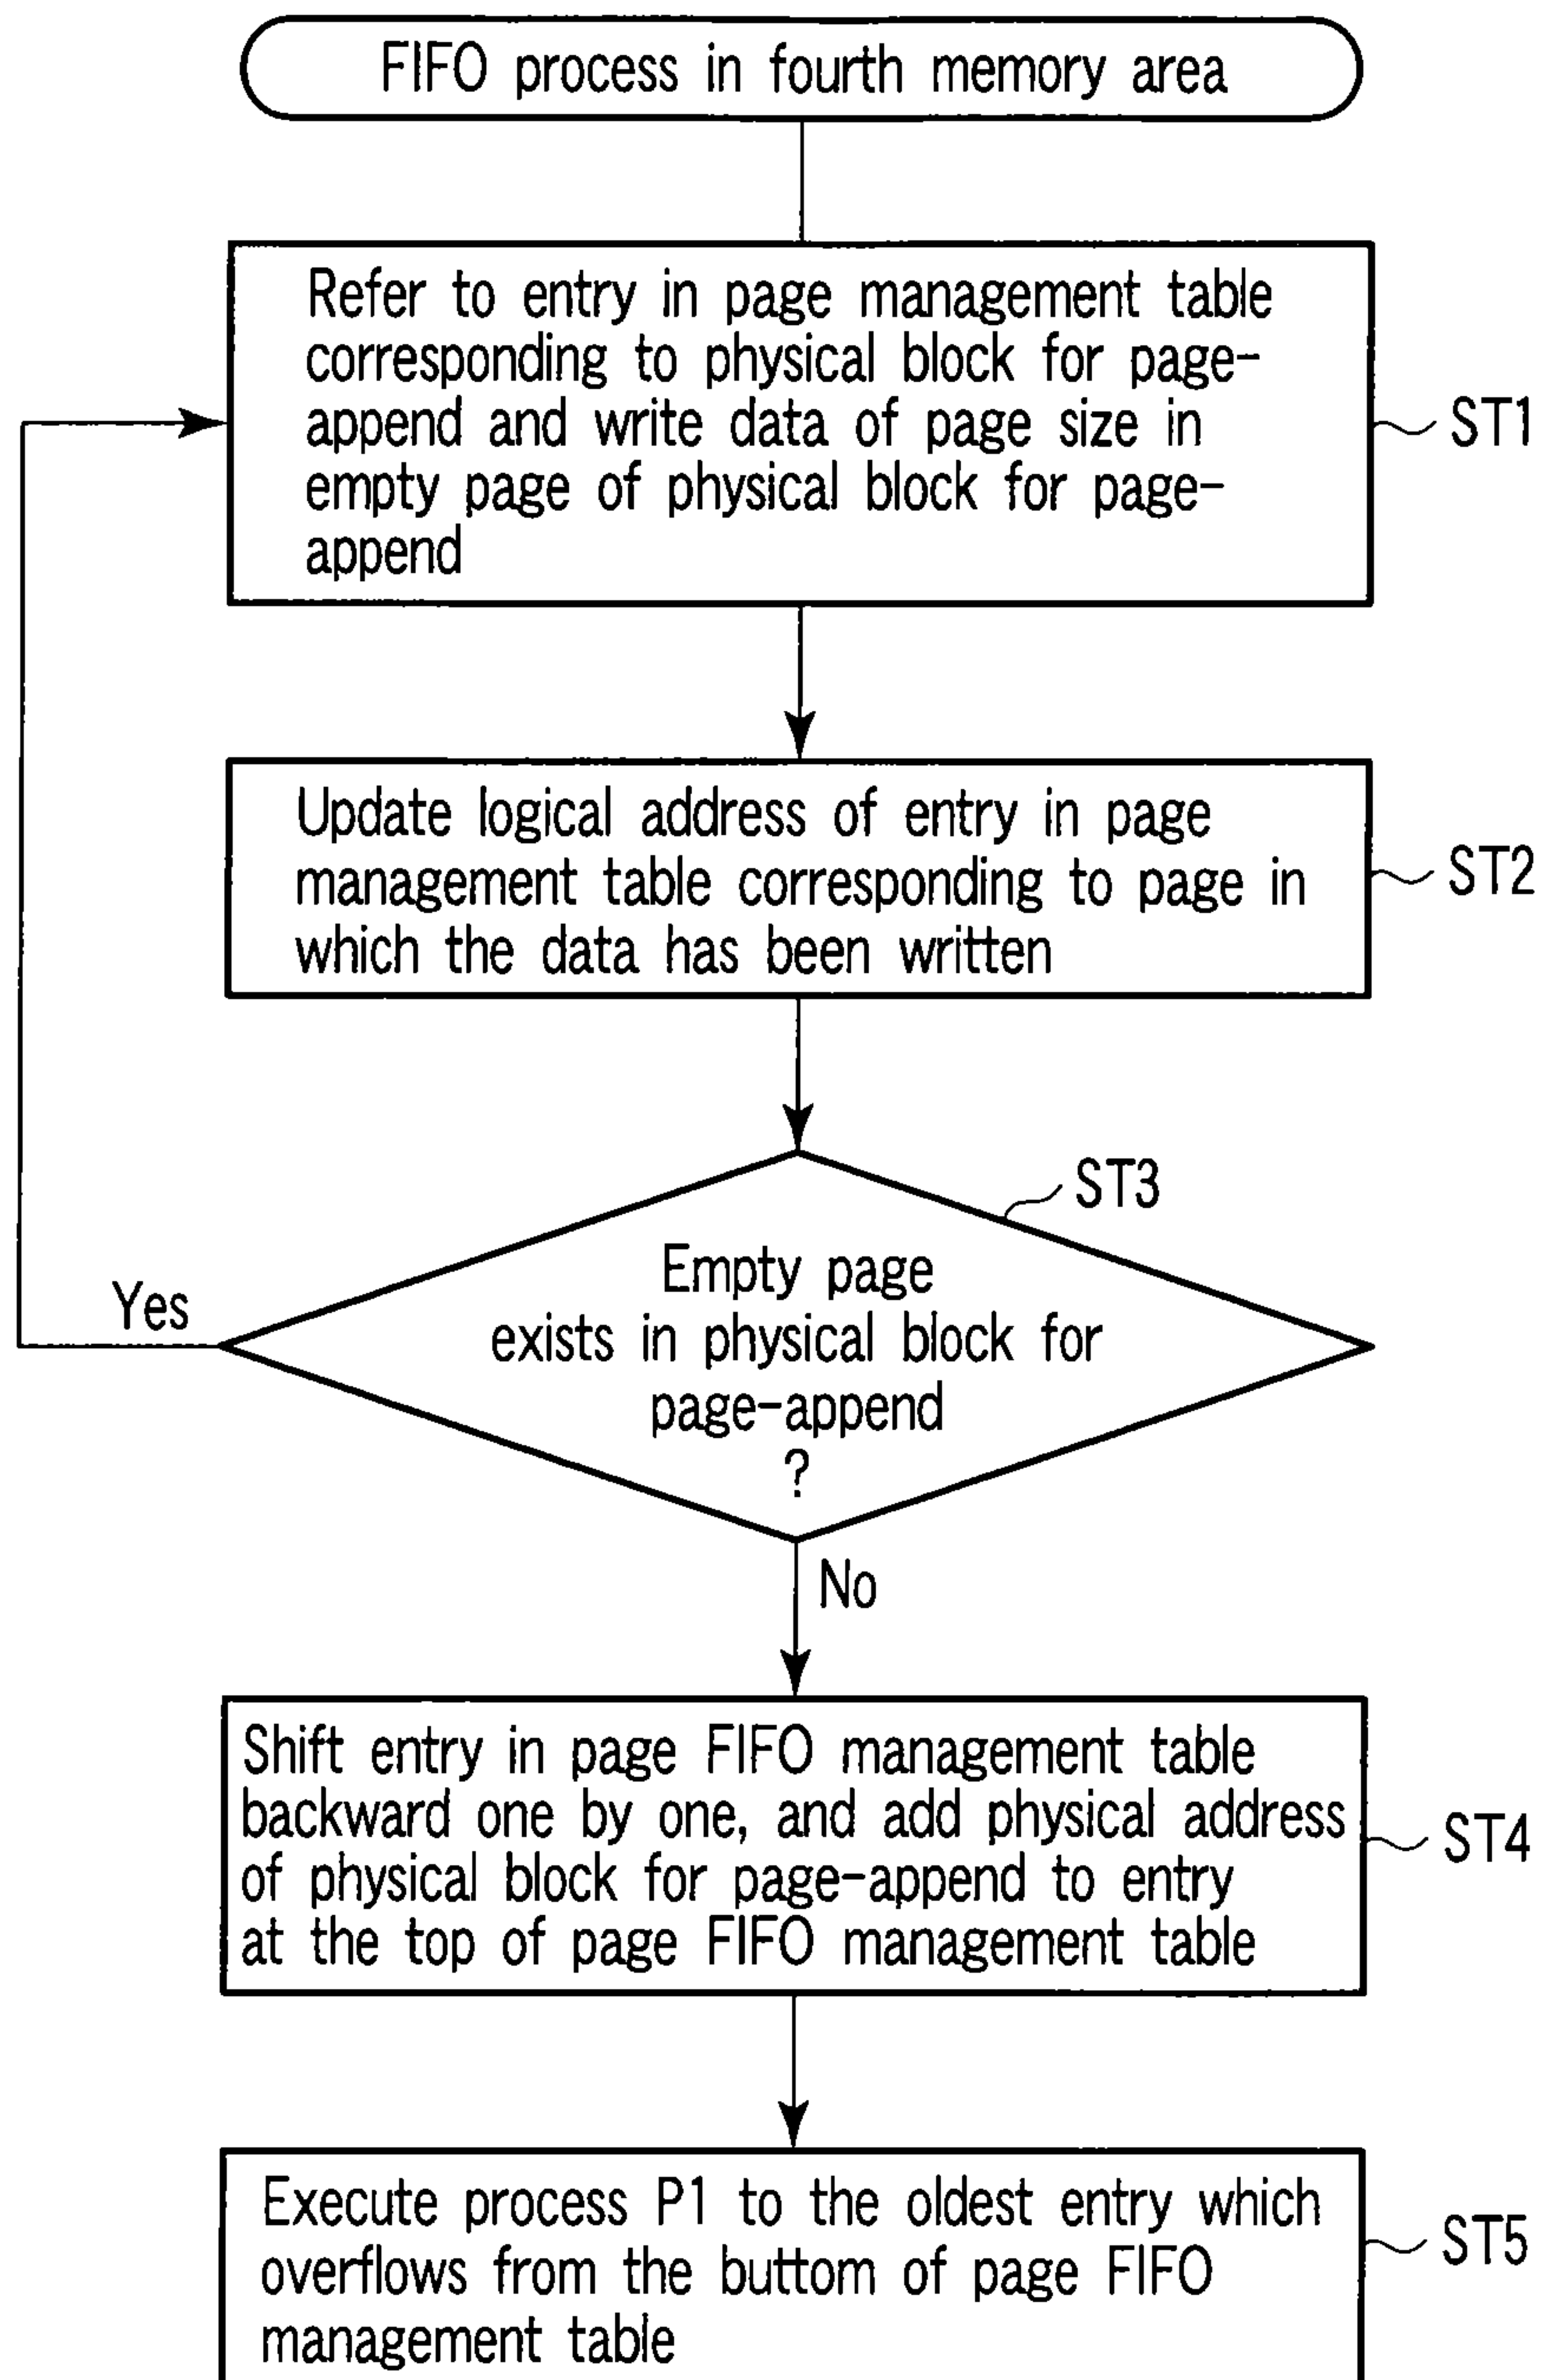 FIFO process in fourth memory area
Refer to entry in page management table
corresponding to physical block for page-
append and write data of page size in
empty page of physical block for page-
append
ST1
Update logical address of entry in page
management table corresponding to page in
which the data has been written
ST2
ST3
Empty page
exists in physical block for
page-append
?
Yes
No
Shift entry in page FIFO management table
backward one by one, and add physical address
of physical block for page-append to entry
at the top of page FIFO management table
ST4
Execute process P1 to the oldest entry which
overflows from the buttom of page FIFO
management table
ST5